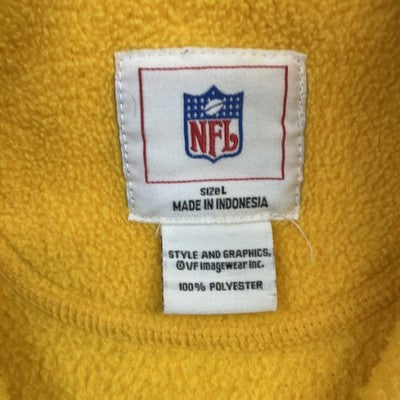 NFL
SIZE L
MADE IN INDONESIA
STYLE AND GRAPHICS,
©VF Imagewear Inc.
100% POLYESTER